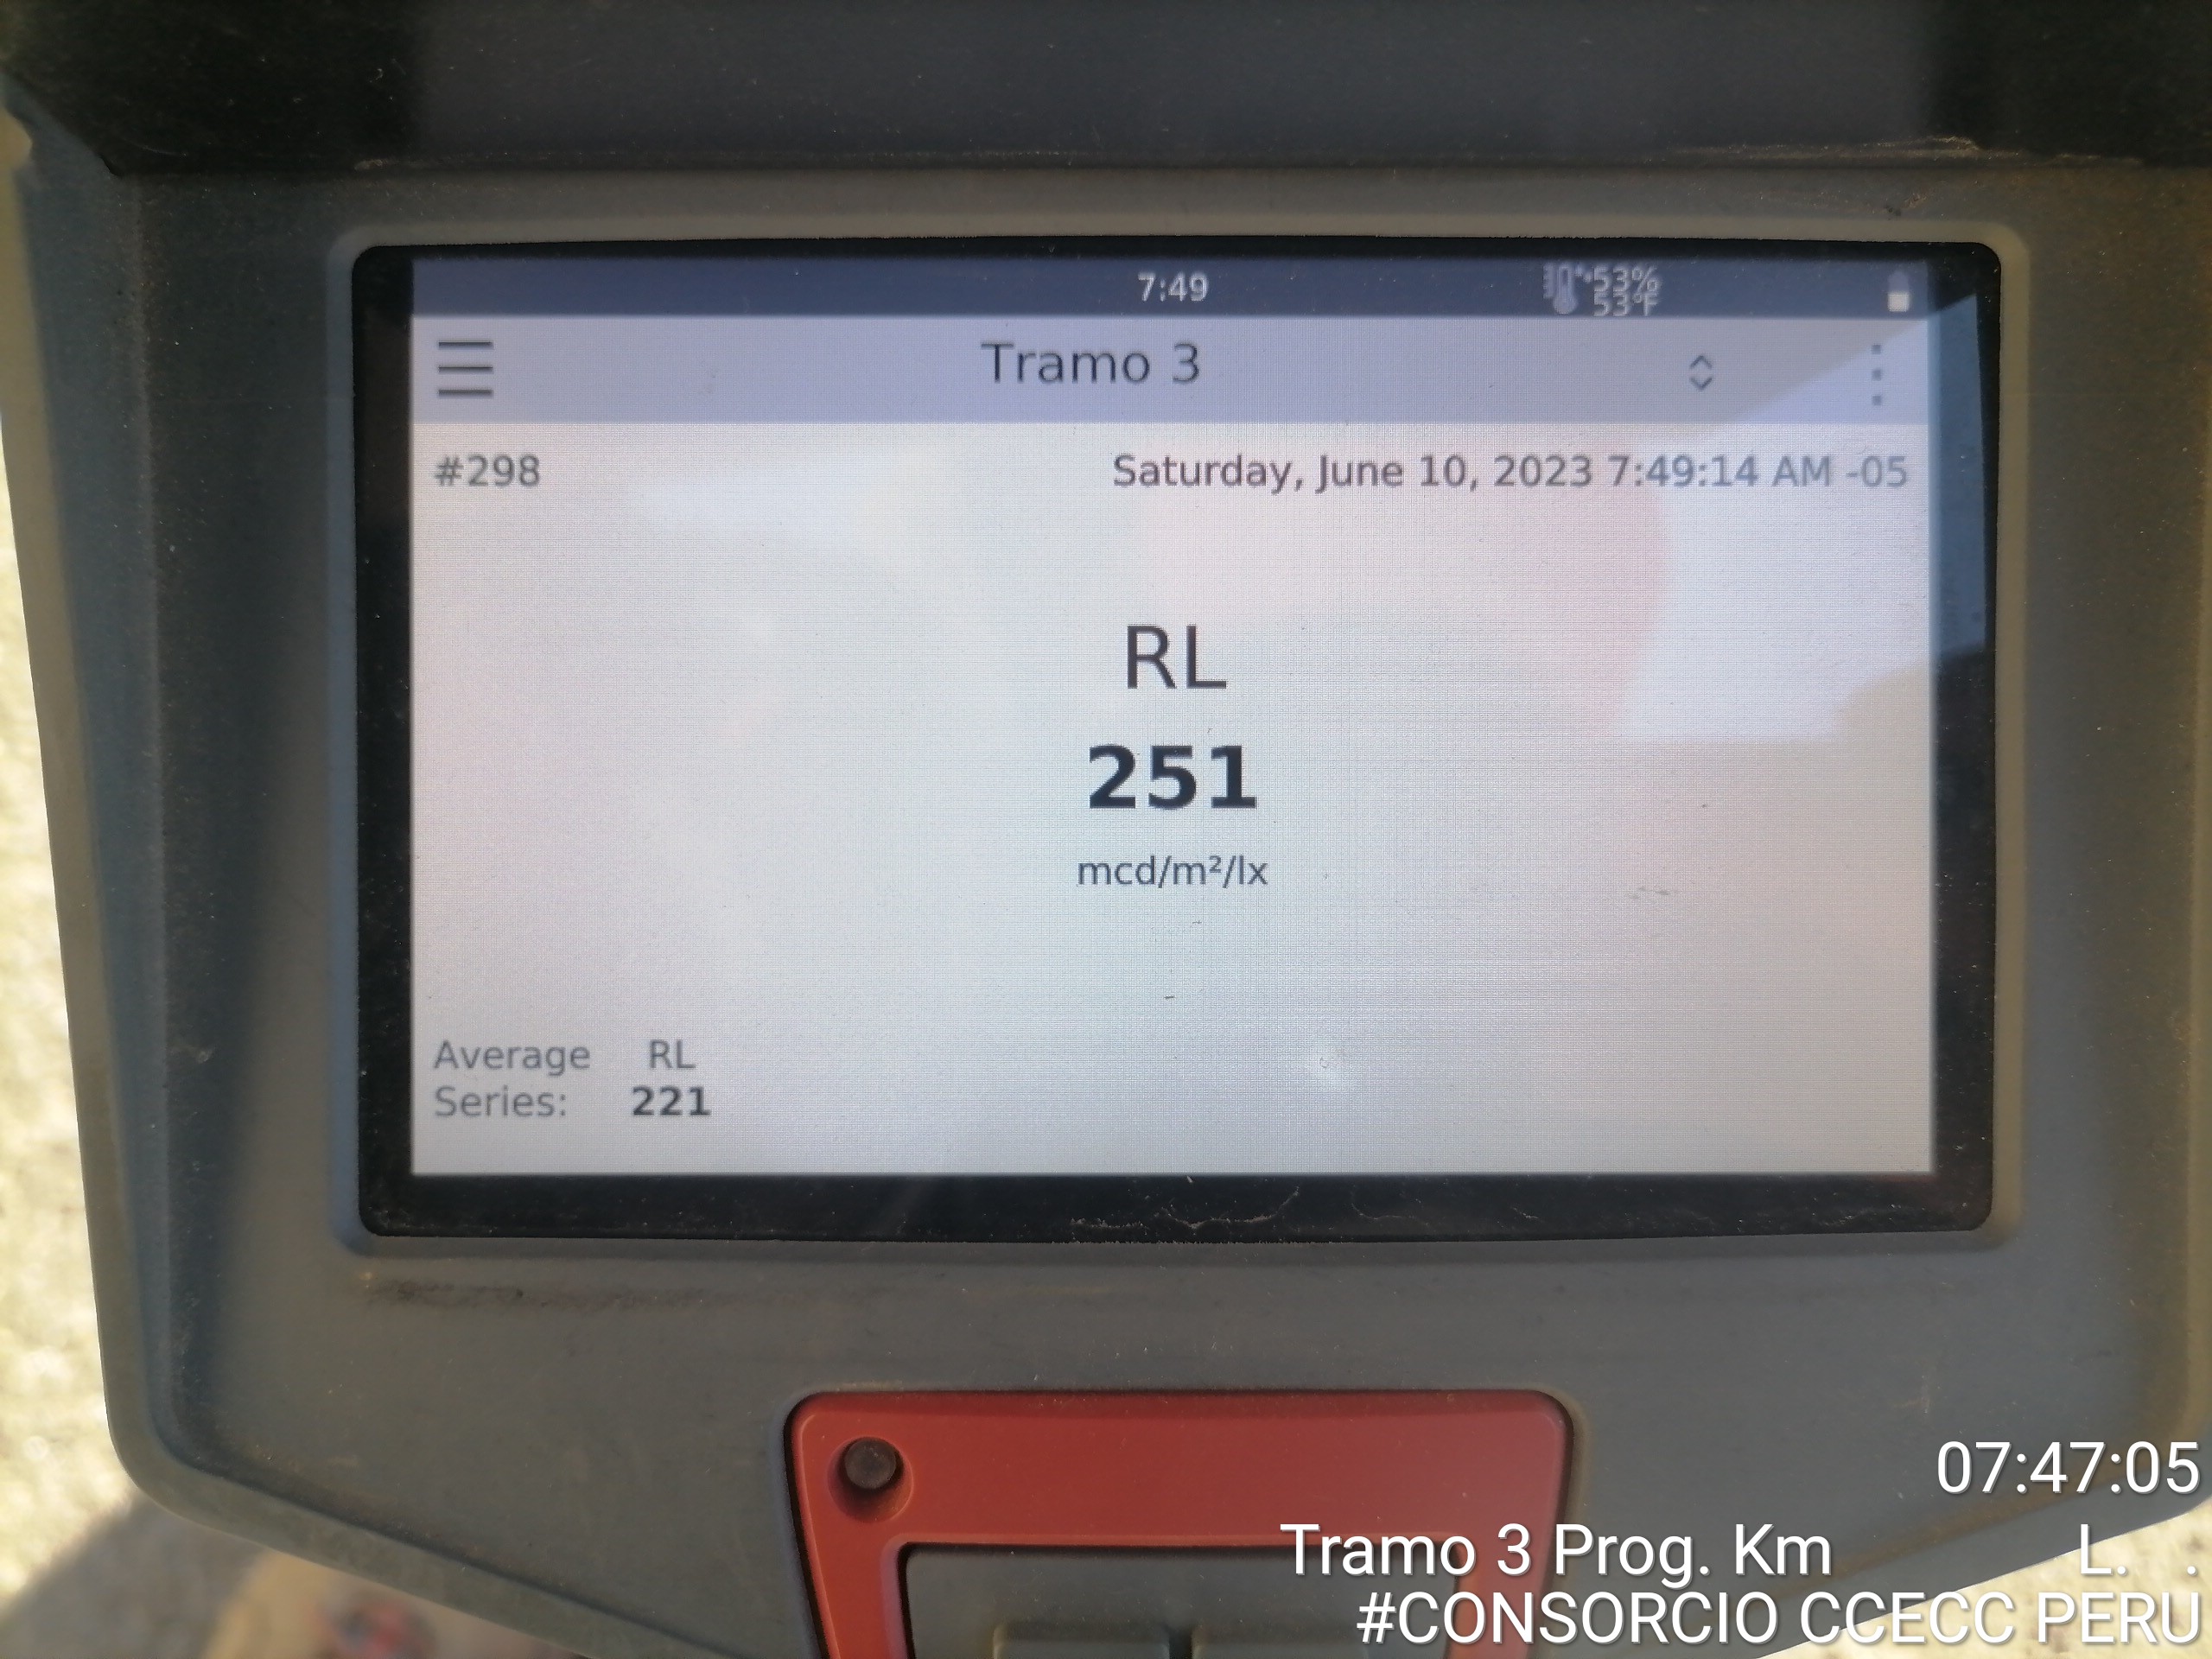 7:49
53%
53°F
Tramo 3
#298
Saturday, June 10, 2023 7:49:14 AM -05
RL
251
mcd/m²/lx
Average RL
Series: 221
07:47:05
Tramo 3 Prog. Km L. .
#CONSORCIO CCECC PERU